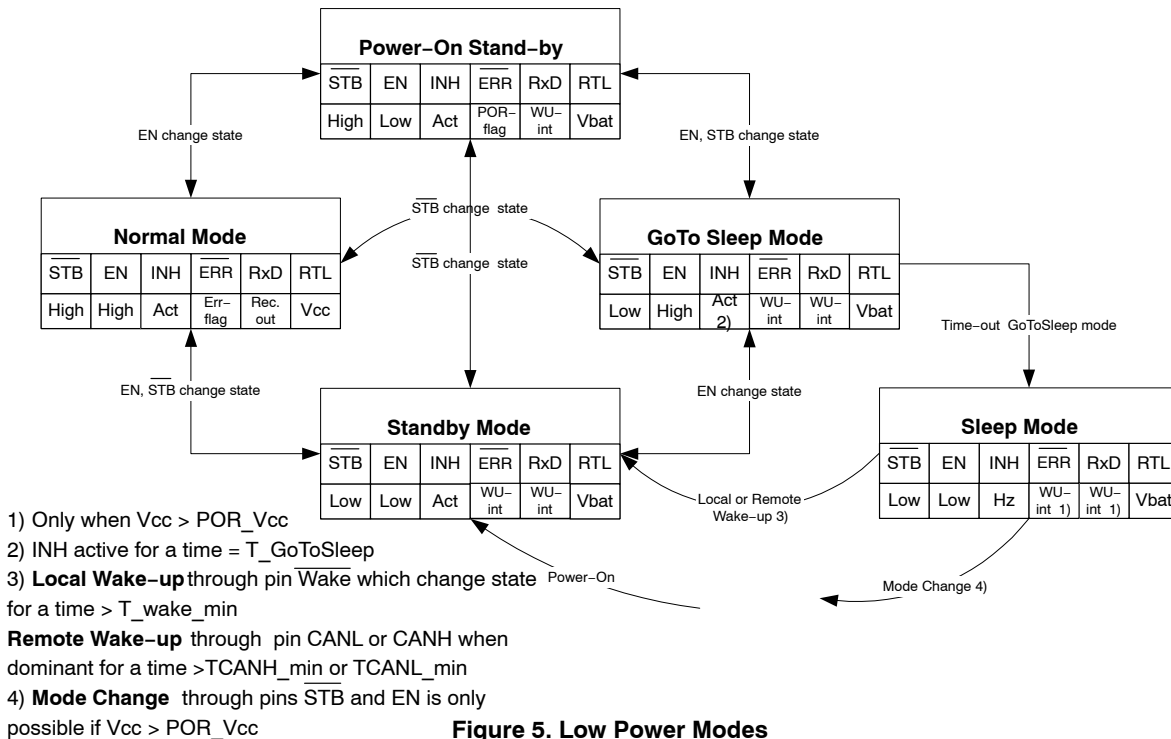 Power−On Stand−by
STB EN INH ERR RxD RTL
High Low Act POR−flag WU−int Vbat
EN change state
EN, STB change state
STB change state
STB change state
Normal Mode
STB EN INH ERR RxD RTL
High High Act Err−flag Rec. out Vcc
GoTo Sleep Mode
STB EN INH ERR RxD RTL
Low High Act 2) WU−int WU−int Vbat
Time−out GoToSleep mode
EN, STB change state
EN change state
Standby Mode
STB EN INH ERR RxD RTL
Low Low Act WU−int WU−int Vbat
Sleep Mode
STB EN INH ERR RxD RTL
Low Low Hz WU−int 1) WU−int 1) Vbat
Local or Remote
Wake−up 3)
Power−On
Mode Change 4)
1) Only when Vcc > POR_Vcc
2) INH active for a time = T_GoToSleep
3) Local Wake−up through pin Wake which change state
for a time > T_wake_min
Remote Wake−up through pin CANL or CANH when
dominant for a time >TCANH_min or TCANL_min
4) Mode Change through pins STB and EN is only
possible if Vcc > POR_Vcc
Figure 5. Low Power Modes